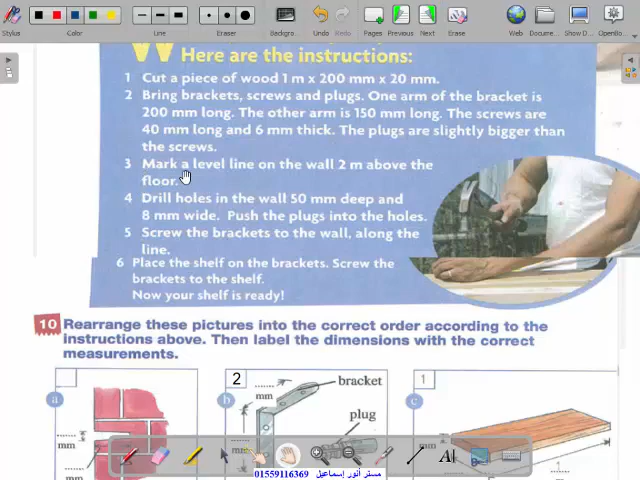 Stylus Color Line Eraser Backg... Undo Redo Pages Previous Next Erase Web Docume... Show D... OpenBo...
Here are the instructions:
1 Cut a piece of wood 1 m x 200 mm x 20 mm.
2 Bring brackets, screws and plugs. One arm of the bracket is
200 mm long. The other arm is 150 mm long. The screws are
40 mm long and 6 mm thick. The plugs are slightly bigger than
the screws.
3 Mark a level line on the wall 2 m above the
floor.
4 Drill holes in the wall 50 mm deep and
8 mm wide. Push the plugs into the holes.
5 Screw the brackets to the wall, along the
line.
6 Place the shelf on the brackets. Screw the
brackets to the shelf.
Now your shelf is ready!
10 Rearrange these pictures into the correct order according to the
instructions above. Then label the dimensions with the correct
measurements.
2
1
a
b
c
bracket
plug
......
mm
......
mm
......
mm
mm
mm
1
m
مستر أنور إسماعيل 01559116369